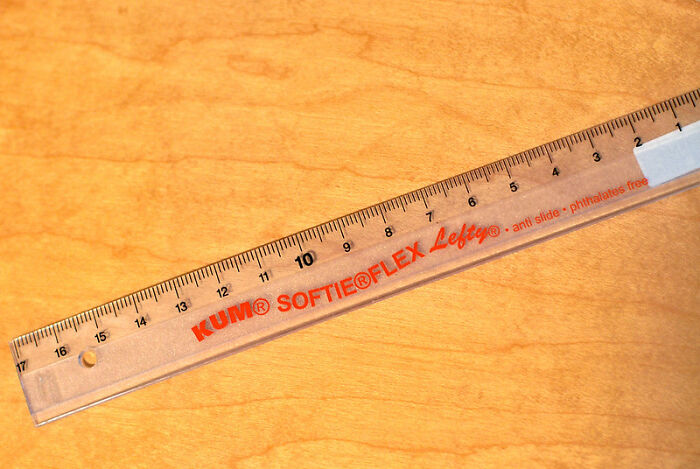 17 16 15 14 13 12 11 10 9 8 7 6 5 4 3 2 1
KUM® SOFTIE®FLEX Lefty® • anti slide • phthalates free